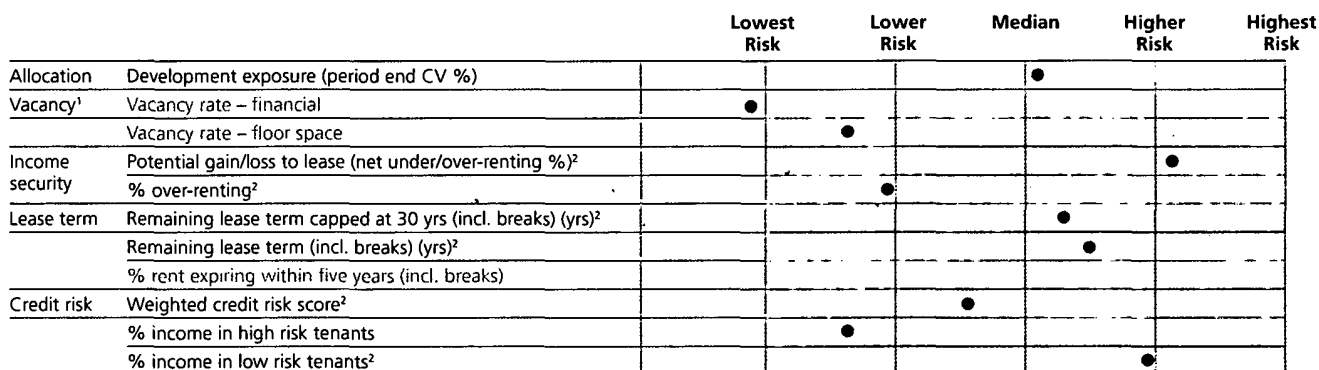 Lowest Risk Lower Risk Median Higher Risk Highest Risk
Allocation Development exposure (period end CV %)
Vacancy¹ Vacancy rate – financial
Vacancy rate – floor space
Income security Potential gain/loss to lease (net under/over-renting %)²
% over-renting²
Lease term Remaining lease term capped at 30 yrs (incl. breaks) (yrs)²
Remaining lease term (incl. breaks) (yrs)²
% rent expiring within five years (incl. breaks)
Credit risk Weighted credit risk score²
% income in high risk tenants
% income in low risk tenants²